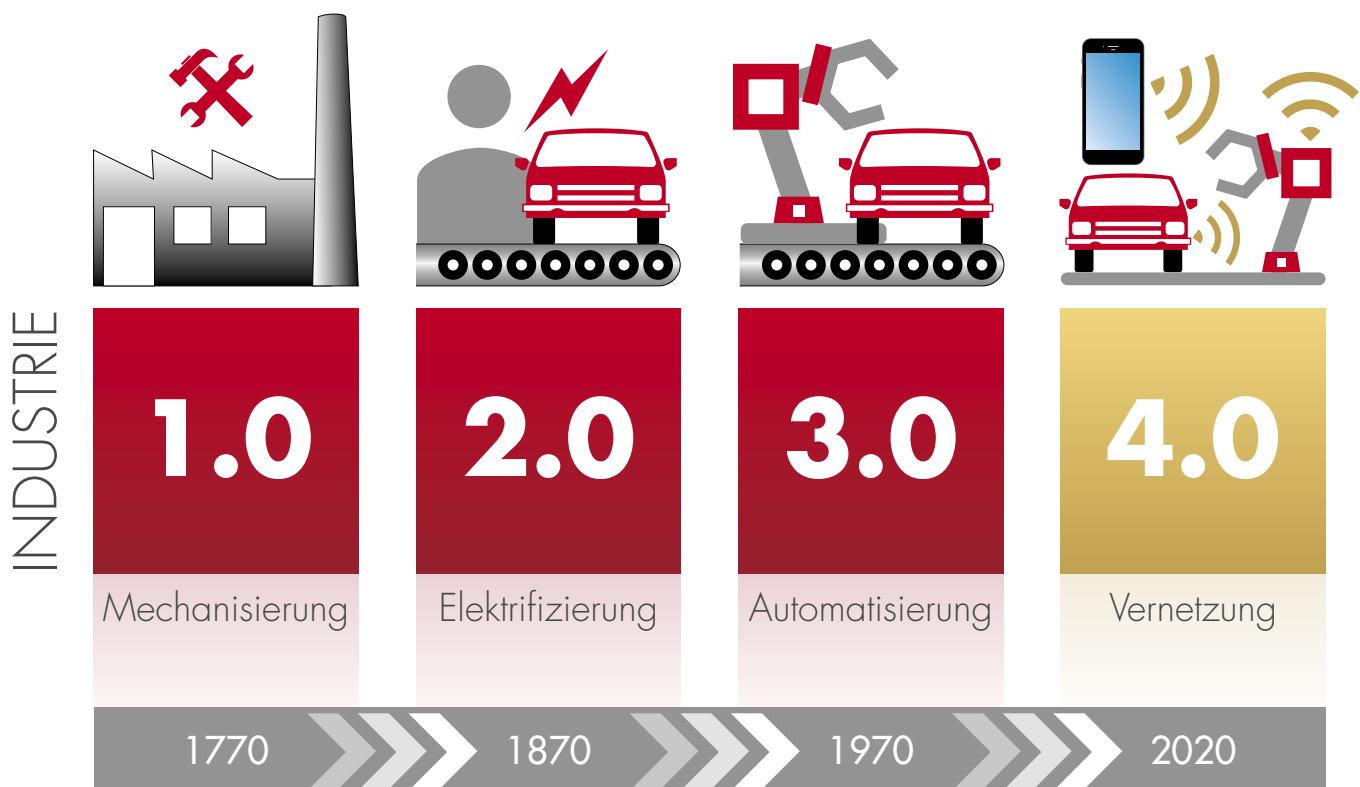 INDUSTRIE
1.0
2.0
3.0
4.0
Mechanisierung
Elektrifizierung
Automatisierung
Vernetzung
1770
1870
1970
2020